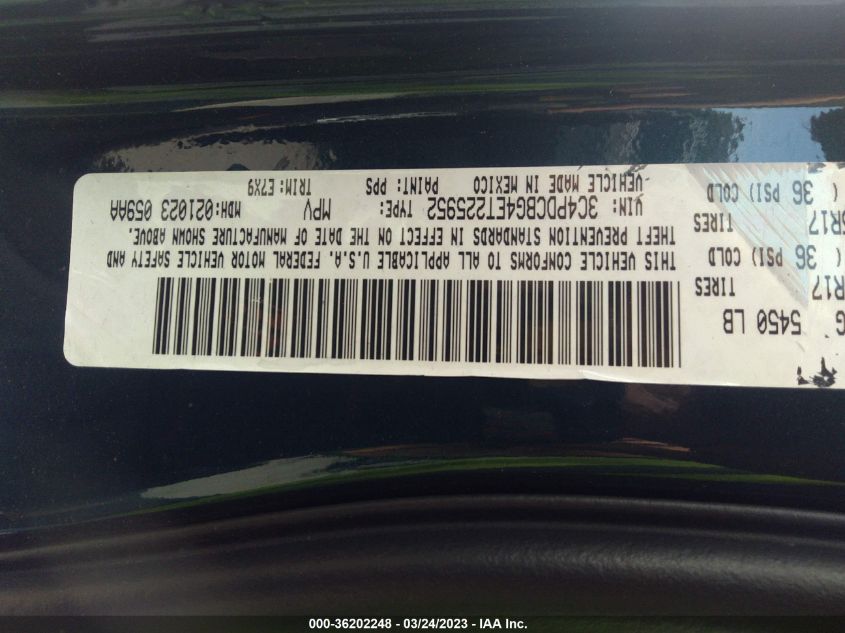 G 5450 LB
R17 TIRES
( 36 PSI) COLD
5R17 TIRES
( 36 PSI) COLD
THIS VEHICLE CONFORMS TO ALL APPLICABLE U.S.A. FEDERAL MOTOR VEHICLE SAFETY AND
THEFT PREVENTION STANDARDS IN EFFECT ON THE DATE OF MANUFACTURE SHOWN ABOVE.
VIN: 3C4PDCBG4ET225952 TYPE: MPV MDH:021023 059AA
VEHICLE MADE IN MEXICO PAINT: PPS TRIM:E7X9
000-36202248 - 03/24/2023 - IAA Inc.